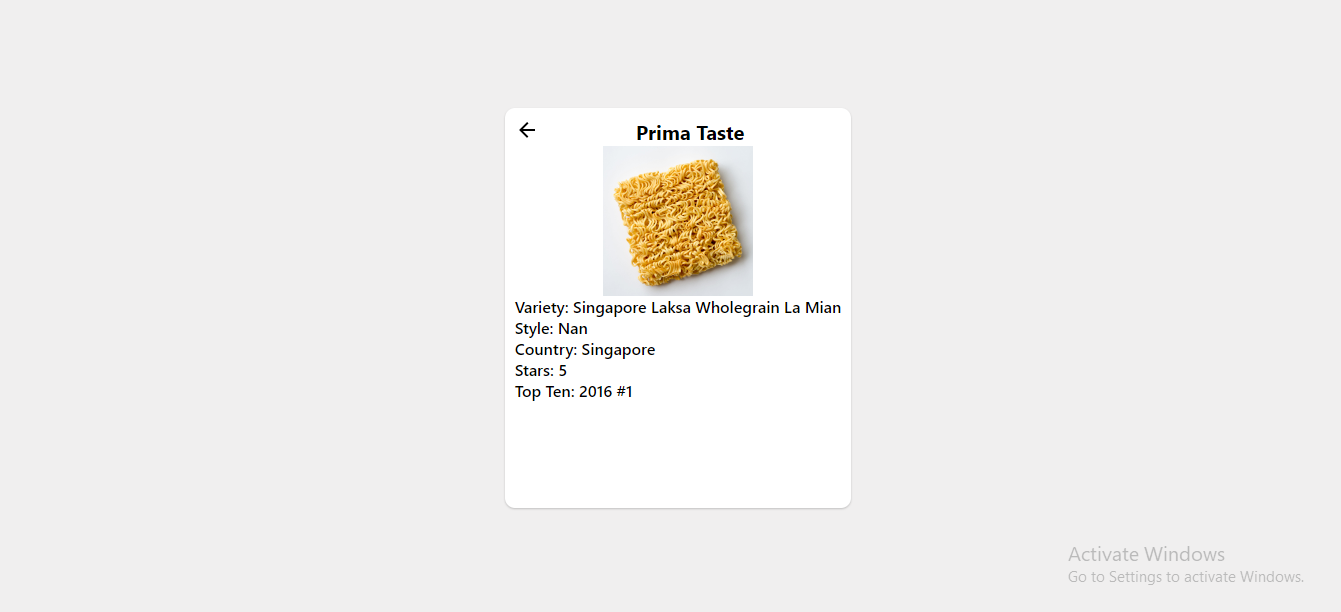 Prima Taste
Variety: Singapore Laksa Wholegrain La Mian
Style: Nan
Country: Singapore
Stars: 5
Top Ten: 2016 #1
Activate Windows
Go to Settings to activate Windows.